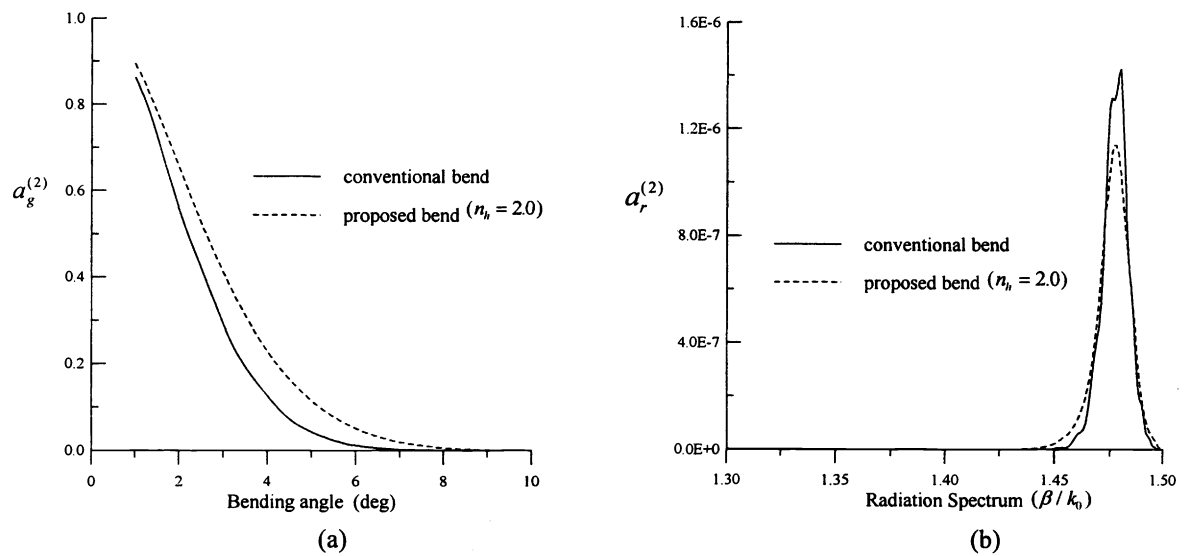 1.0
0.8
0.6
0.4
0.2
0.0
a_g^{(2)}
conventional bend
proposed bend (n_h = 2.0)
0 2 4 6 8 10
Bending angle (deg)
(a)
1.6E-6
1.2E-6
8.0E-7
4.0E-7
0.0E+0
a_r^{(2)}
conventional bend
proposed bend (n_h = 2.0)
1.30 1.35 1.40 1.45 1.50
Radiation Spectrum (β / k_0)
(b)